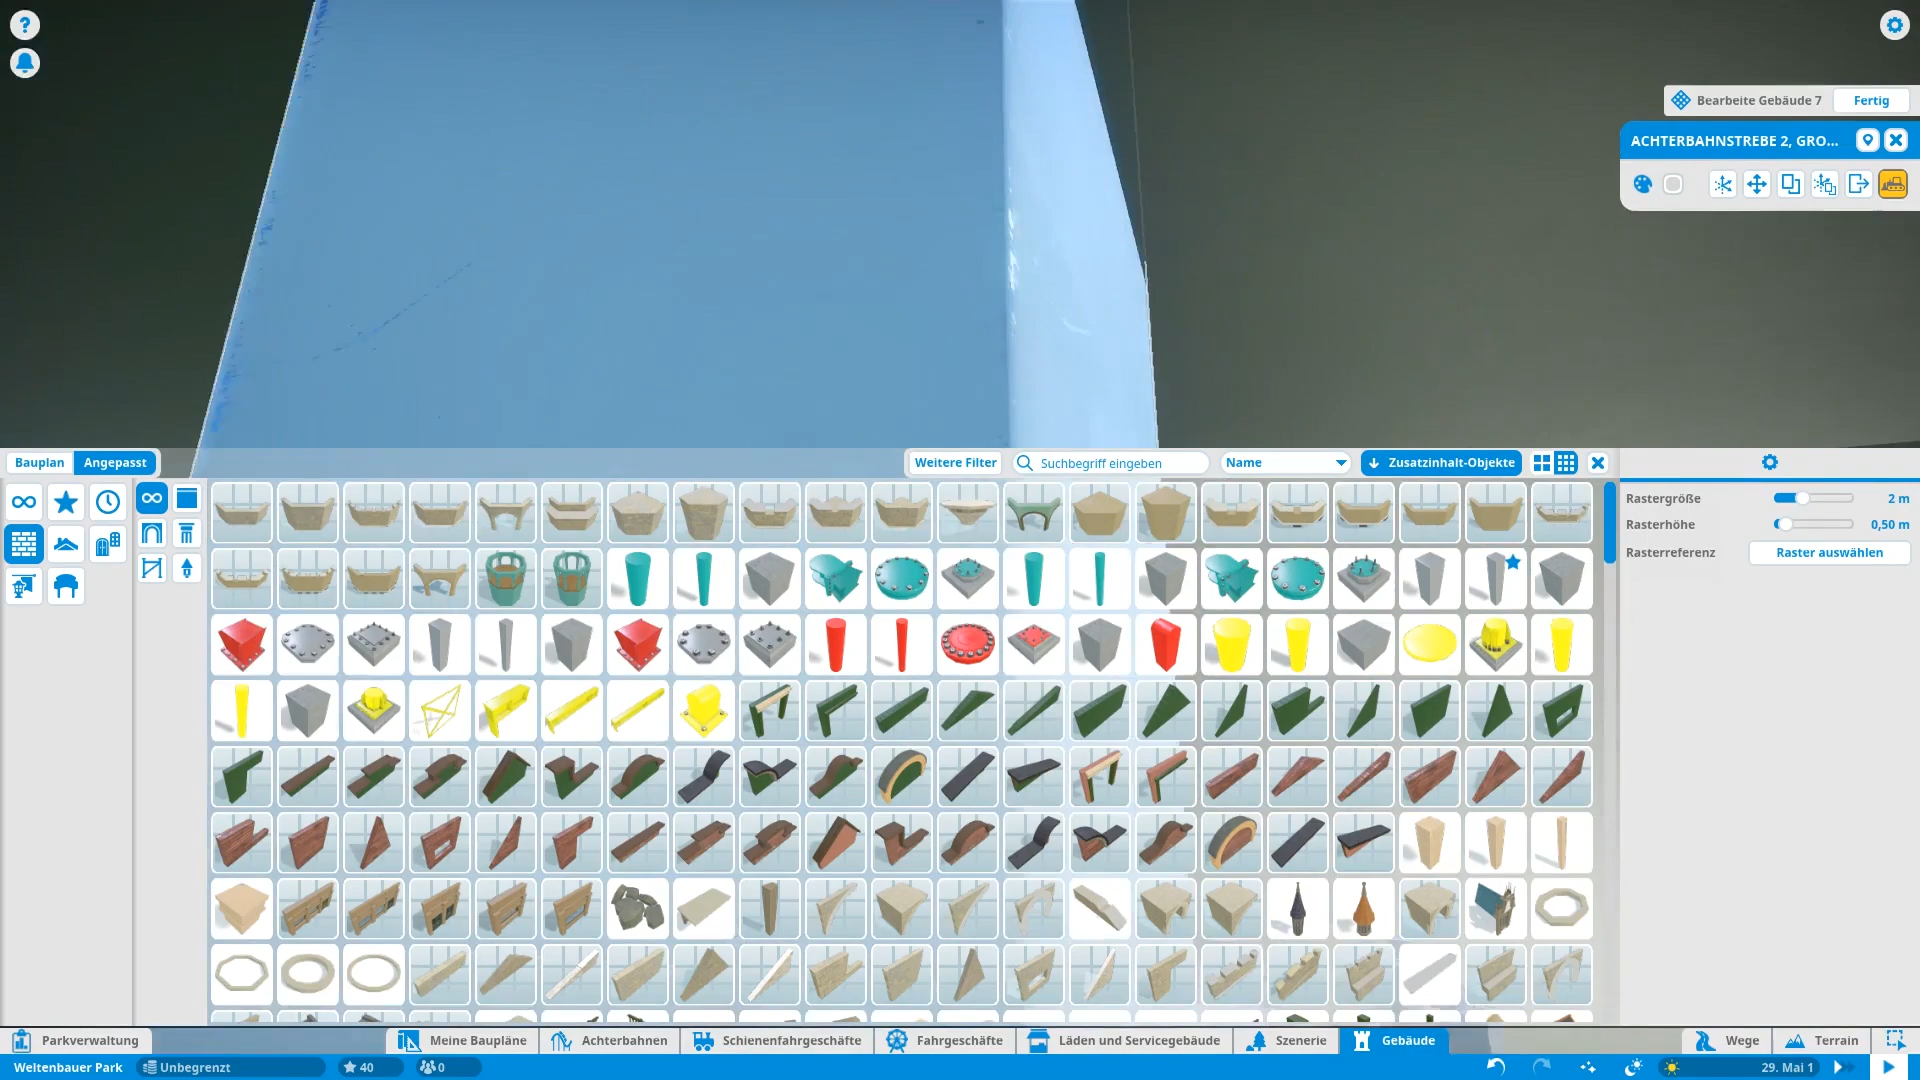 ?
Bearbeite Gebäude 7
Fertig
ACHTERBAHNSTREBE 2, GRO...
Bauplan
Angepasst
Weitere Filter
Suchbegriff eingeben
Name
Zusatzinhalt-Objekte
Rastergröße
2 m
Rasterhöhe
0,50 m
Rasterreferenz
Raster auswählen
Parkverwaltung
Meine Baupläne
Achterbahnen
Schienenfahrgeschäfte
Fahrgeschäfte
Läden und Servicegebäude
Szenerie
Gebäude
Wege
Terrain
Weltenbauer Park
Unbegrenzt
40
0
29. Mai 1